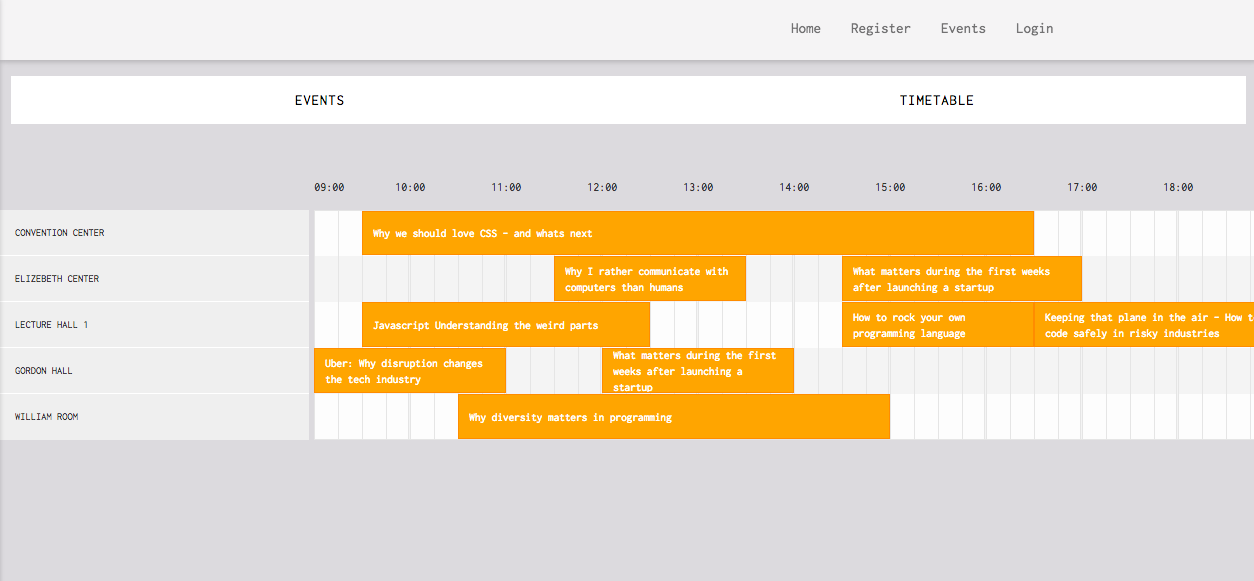 Home Register Events Login
EVENTS TIMETABLE
09:00 10:00 11:00 12:00 13:00 14:00 15:00 16:00 17:00 18:00
CONVENTION CENTER
Why we should love CSS - and whats next
ELIZEBETH CENTER
Why I rather communicate with
computers than humans
What matters during the first weeks
after launching a startup
LECTURE HALL 1
Javascript Understanding the weird parts
How to rock your own
programming language
Keeping that plane in the air - How t
code safely in risky industries
GORDON HALL
Uber: Why disruption changes
the tech industry
What matters during the first
weeks after launching a
startup
WILLIAM ROOM
Why diversity matters in programming